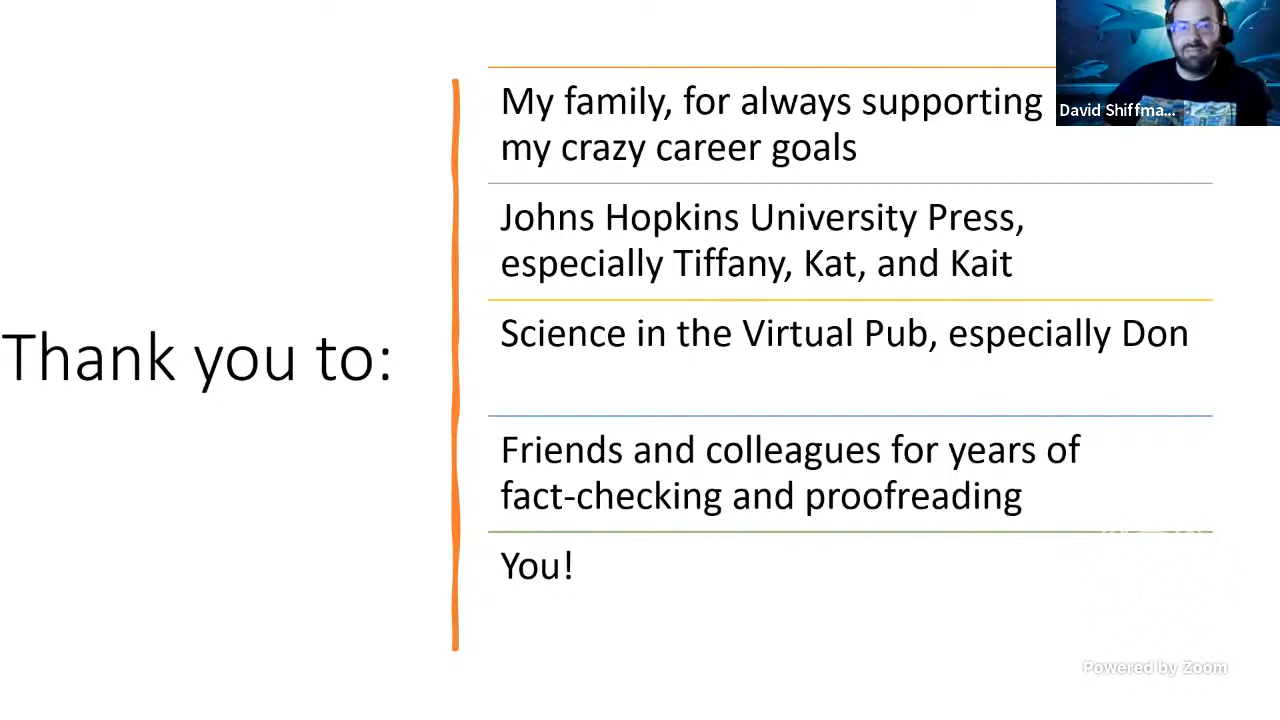 David Shiffma...
My family, for always supporting
my crazy career goals
Johns Hopkins University Press,
especially Tiffany, Kat, and Kait
Thank you to:
Science in the Virtual Pub, especially Don
Friends and colleagues for years of
fact-checking and proofreading
You!
Powered by Zoom